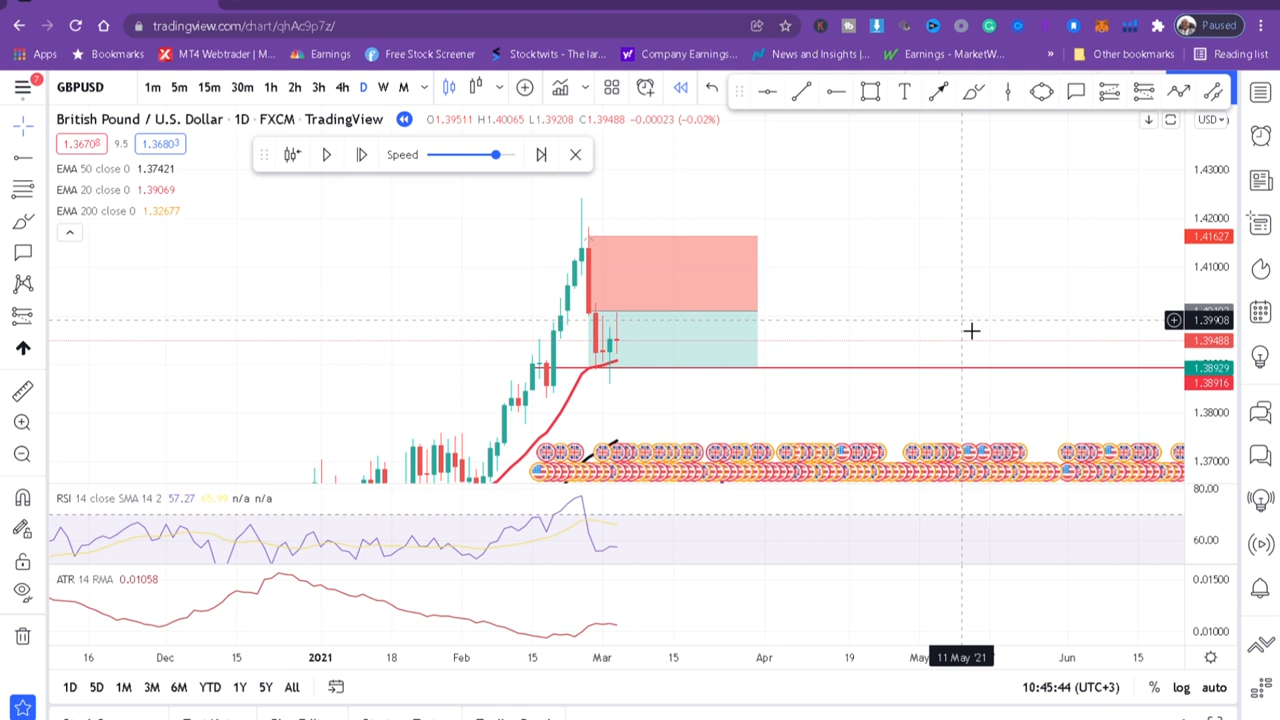 tradingview.com/chart/qhAc9p7z/
Paused
Apps Bookmarks MT4 Webtrader | M... Earnings Free Stock Screener Stocktwits - The lar... Company Earnings... News and Insights |... Earnings - MarketW... » Other bookmarks Reading list
7 GBPUSD 1m 5m 15m 30m 1h 2h 3h 4h D W M
British Pound / U.S. Dollar · 1D · FXCM · TradingView O1.39511 H1.40065 L1.39208 C1.39488 -0.00023 (-0.02%) USD
1.36708 9.5 1.36803
Speed
EMA 50 close 0 1.37421
EMA 20 close 0 1.39069
EMA 200 close 0 1.32677
1.43000
1.42000
1.41627
1.41000
1.39908
1.39488
1.38929
1.38916
1.38000
1.37000
RSI 14 close SMA 14 2 57.27 65.99 n/a n/a
80.00
60.00
ATR 14 RMA 0.01058
0.01500
0.01000
16 Dec 15 2021 18 Feb 15 Mar 15 Apr 19 May 11 May '21 Jun 15
1D 5D 1M 3M 6M YTD 1Y 5Y All 10:45:44 (UTC+3) % log auto